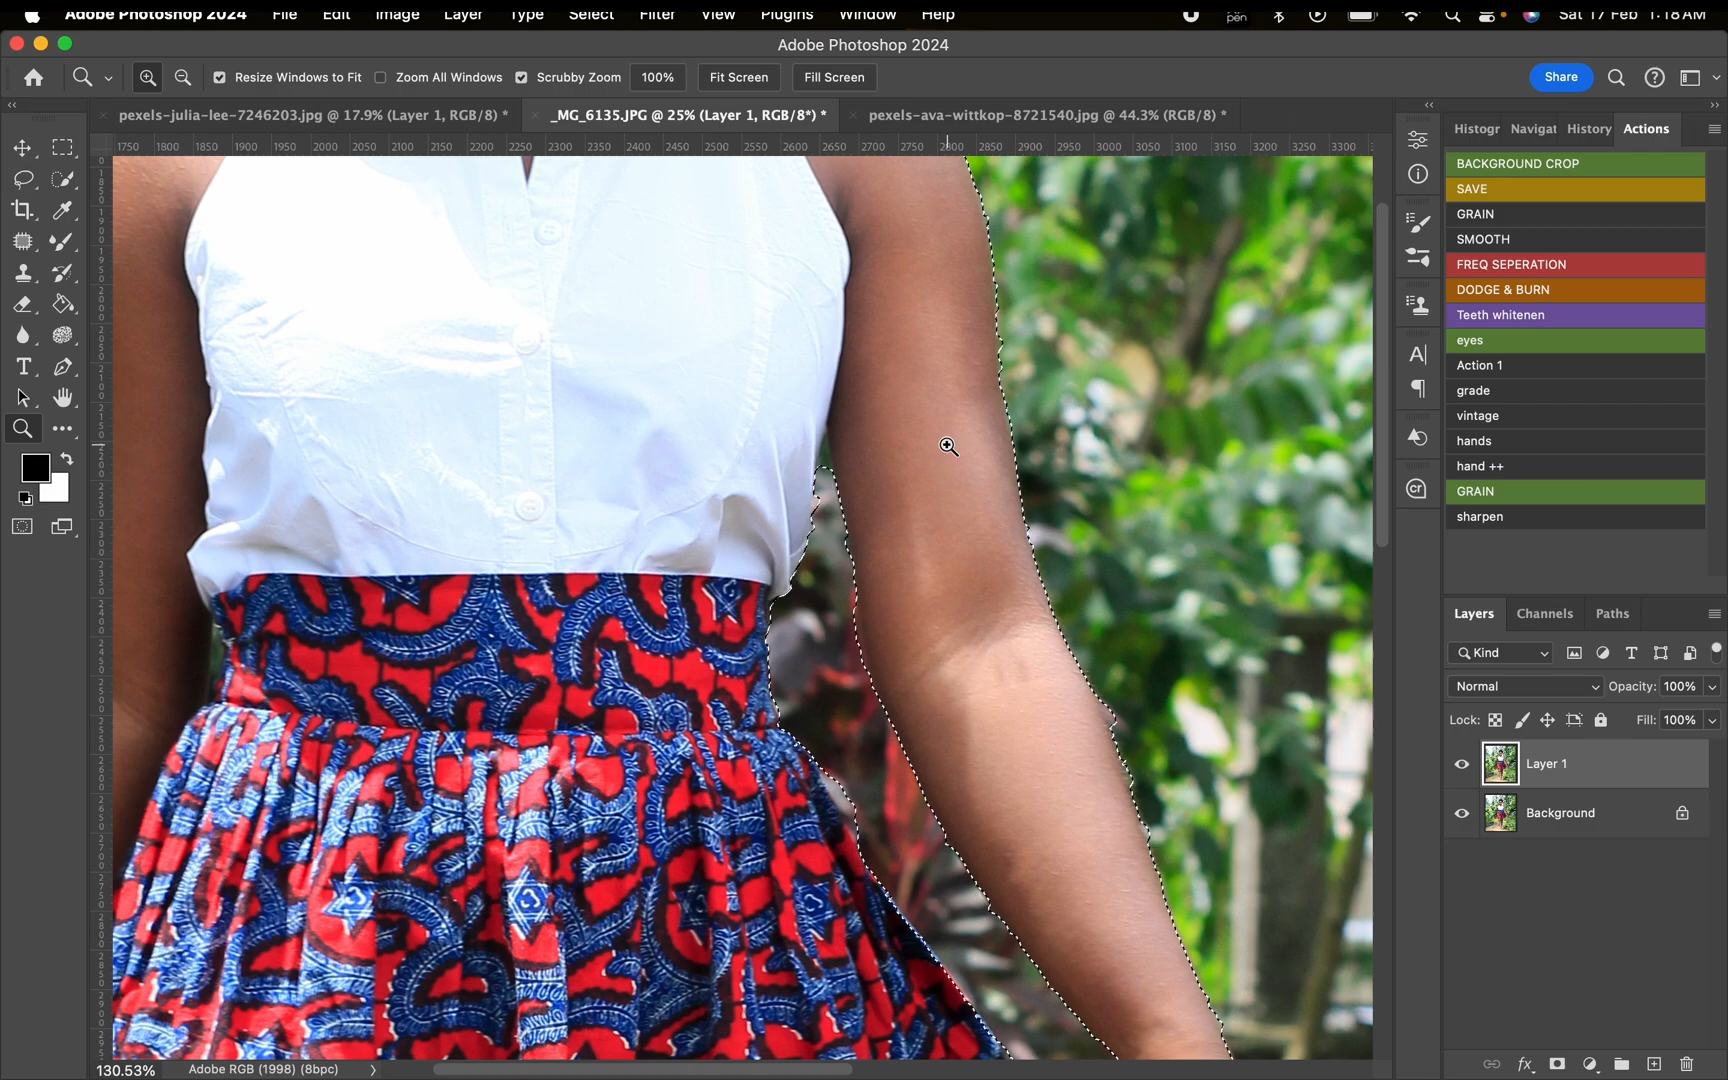 Adobe Photoshop 2024 File Edit Image Layer Type Select Filter View Plugins Window Help pen Sat 17 Feb 1:18 AM
Adobe Photoshop 2024
Resize Windows to Fit Zoom All Windows Scrubby Zoom 100% Fit Screen Fill Screen Share
pexels-julia-lee-7246203.jpg @ 17.9% (Layer 1, RGB/8) * _MG_6135.JPG @ 25% (Layer 1, RGB/8*) * pexels-ava-wittkop-8721540.jpg @ 44.3% (RGB/8) *
Histogr Navigat History Actions
1750 1800 1850 1900 1950 2000 2050 2100 2150 2200 2250 2300 2350 2400 2450 2500 2550 2600 2650 2700 2750 2800 2850 2900 2950 3000 3050 3100 3150 3200 3250 3300
BACKGROUND CROP
SAVE
GRAIN
SMOOTH
FREQ SEPERATION
DODGE & BURN
Teeth whitenen
eyes
Action 1
grade
vintage
hands
hand ++
GRAIN
sharpen
Layers Channels Paths
Kind
Normal Opacity: 100%
Lock: Fill: 100%
Layer 1
Background
130.53% Adobe RGB (1998) (8bpc)